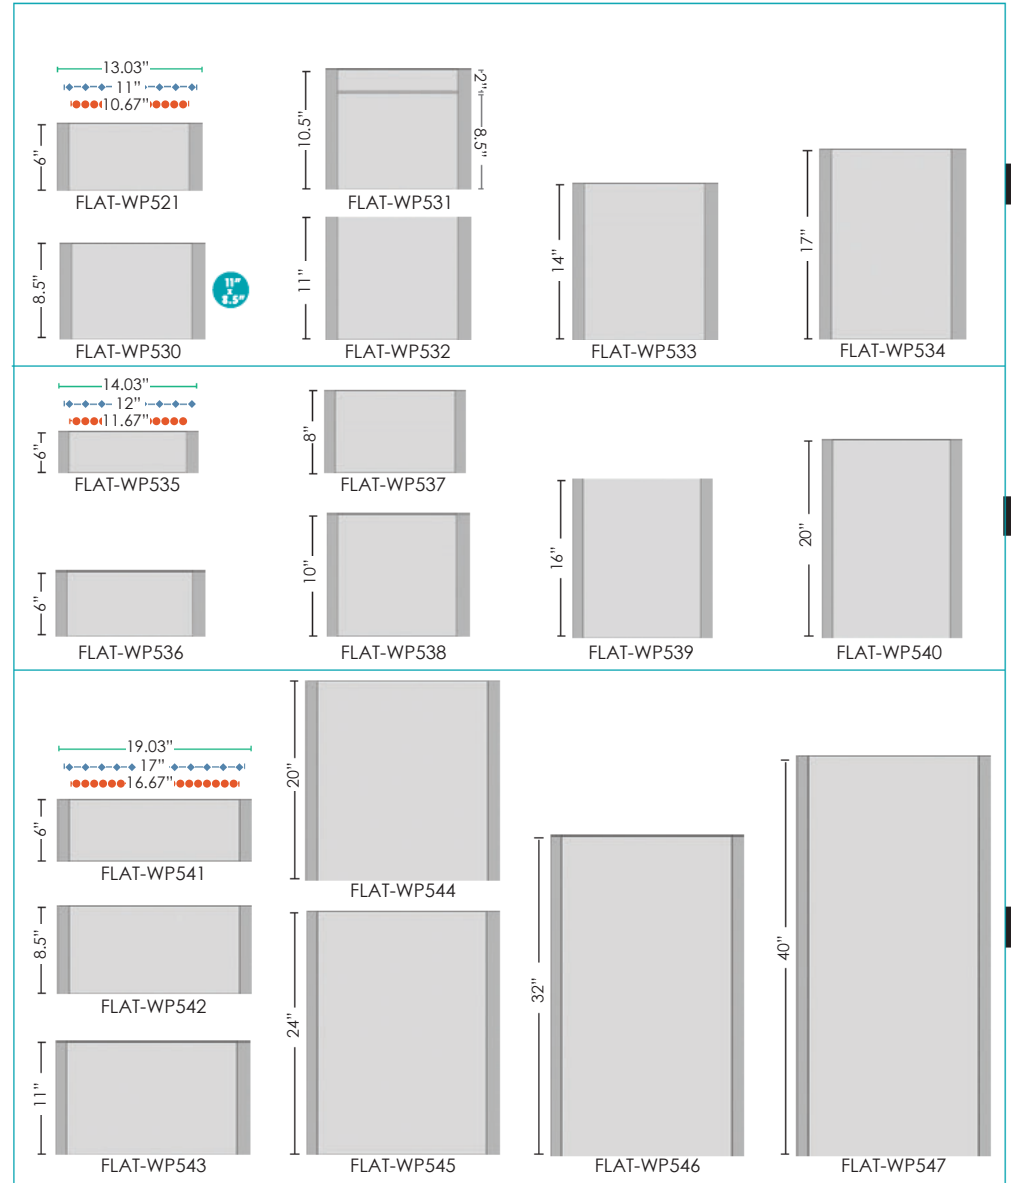 13.03"
11"
10.67"
6"
FLAT-WP521
10.5"
2"
8.5"
FLAT-WP531
8.5"
11"
x
8.5"
FLAT-WP530
11"
FLAT-WP532
14"
FLAT-WP533
17"
FLAT-WP534
14.03"
12"
11.67"
6"
FLAT-WP535
8"
FLAT-WP537
6"
FLAT-WP536
10"
FLAT-WP538
16"
FLAT-WP539
20"
FLAT-WP540
19.03"
17"
16.67"
6"
FLAT-WP541
20"
FLAT-WP544
8.5"
FLAT-WP542
11"
FLAT-WP543
24"
FLAT-WP545
32"
FLAT-WP546
40"
FLAT-WP547